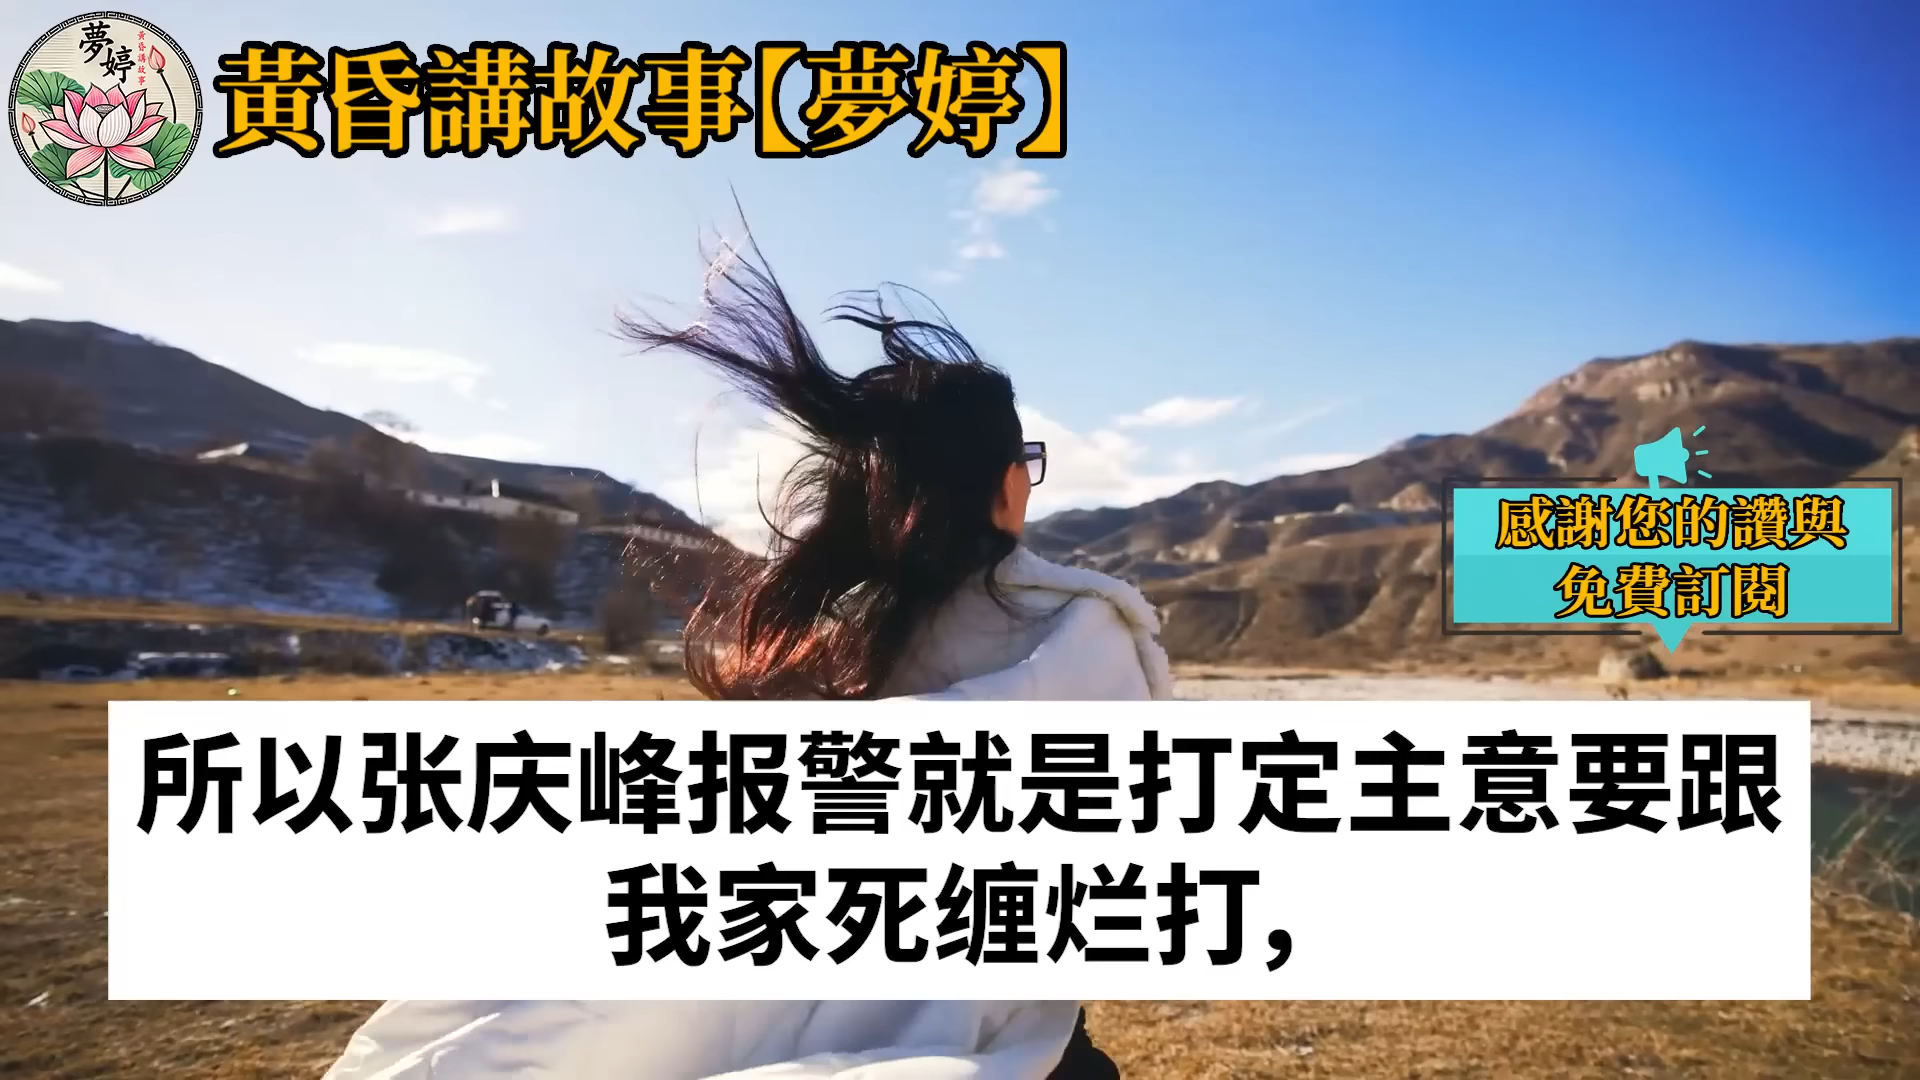 夢婷
黃昏講故事
黃昏講故事【夢婷】
感謝您的讚與
免費訂閱
所以张庆峰报警就是打定主意要跟
我家死缠烂打,